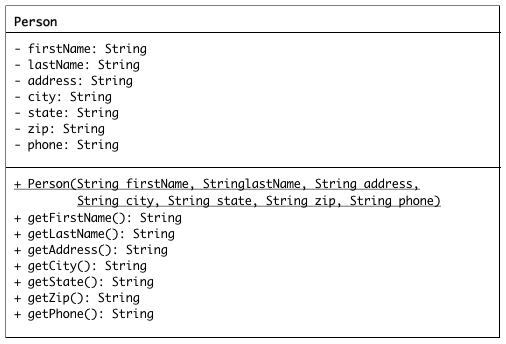 Person
- firstName: String
- lastName: String
- address: String
- city: String
- state: String
- zip: String
- phone: String
+ Person(String firstName, StringlastName, String address,
String city, String state, String zip, String phone)
+ getFirstName(): String
+ getLastName(): String
+ getAddress(): String
+ getCity(): String
+ getState(): String
+ getZip(): String
+ getPhone(): String